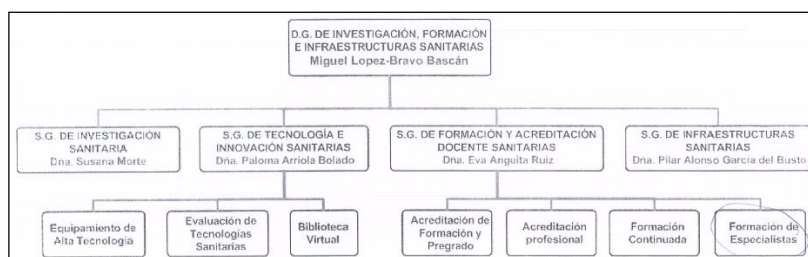 D.G. DE INVESTIGACIÓN, FORMACIÓN
E INFRAESTRUCTURAS SANITARIAS
Miguel Lopez-Bravo Bascán
S.G. DE INVESTIGACIÓN
SANITARIA
Dna. Susana Morte
S.G. DE TECNOLOGÍA E
INNOVACIÓN SANITARIAS
Dña. Paloma Arriola Bolado
S.G. DE FORMACIÓN Y ACREDITACIÓN
DOCENTE SANITARIAS
Dna. Eva Anguita Ruiz
S.G. DE INFRAESTRUCTURAS
SANITARIAS
Dna. Pilar Alonso García del Busto
Equipamiento de
Alta Tecnología
Evaluación de
Tecnologías
Sanitarias
Biblioteca
Virtual
Acreditación de
Formación y
Pregrado
Acreditación
profesional
Formación
Continuada
Formación de
Especialistas